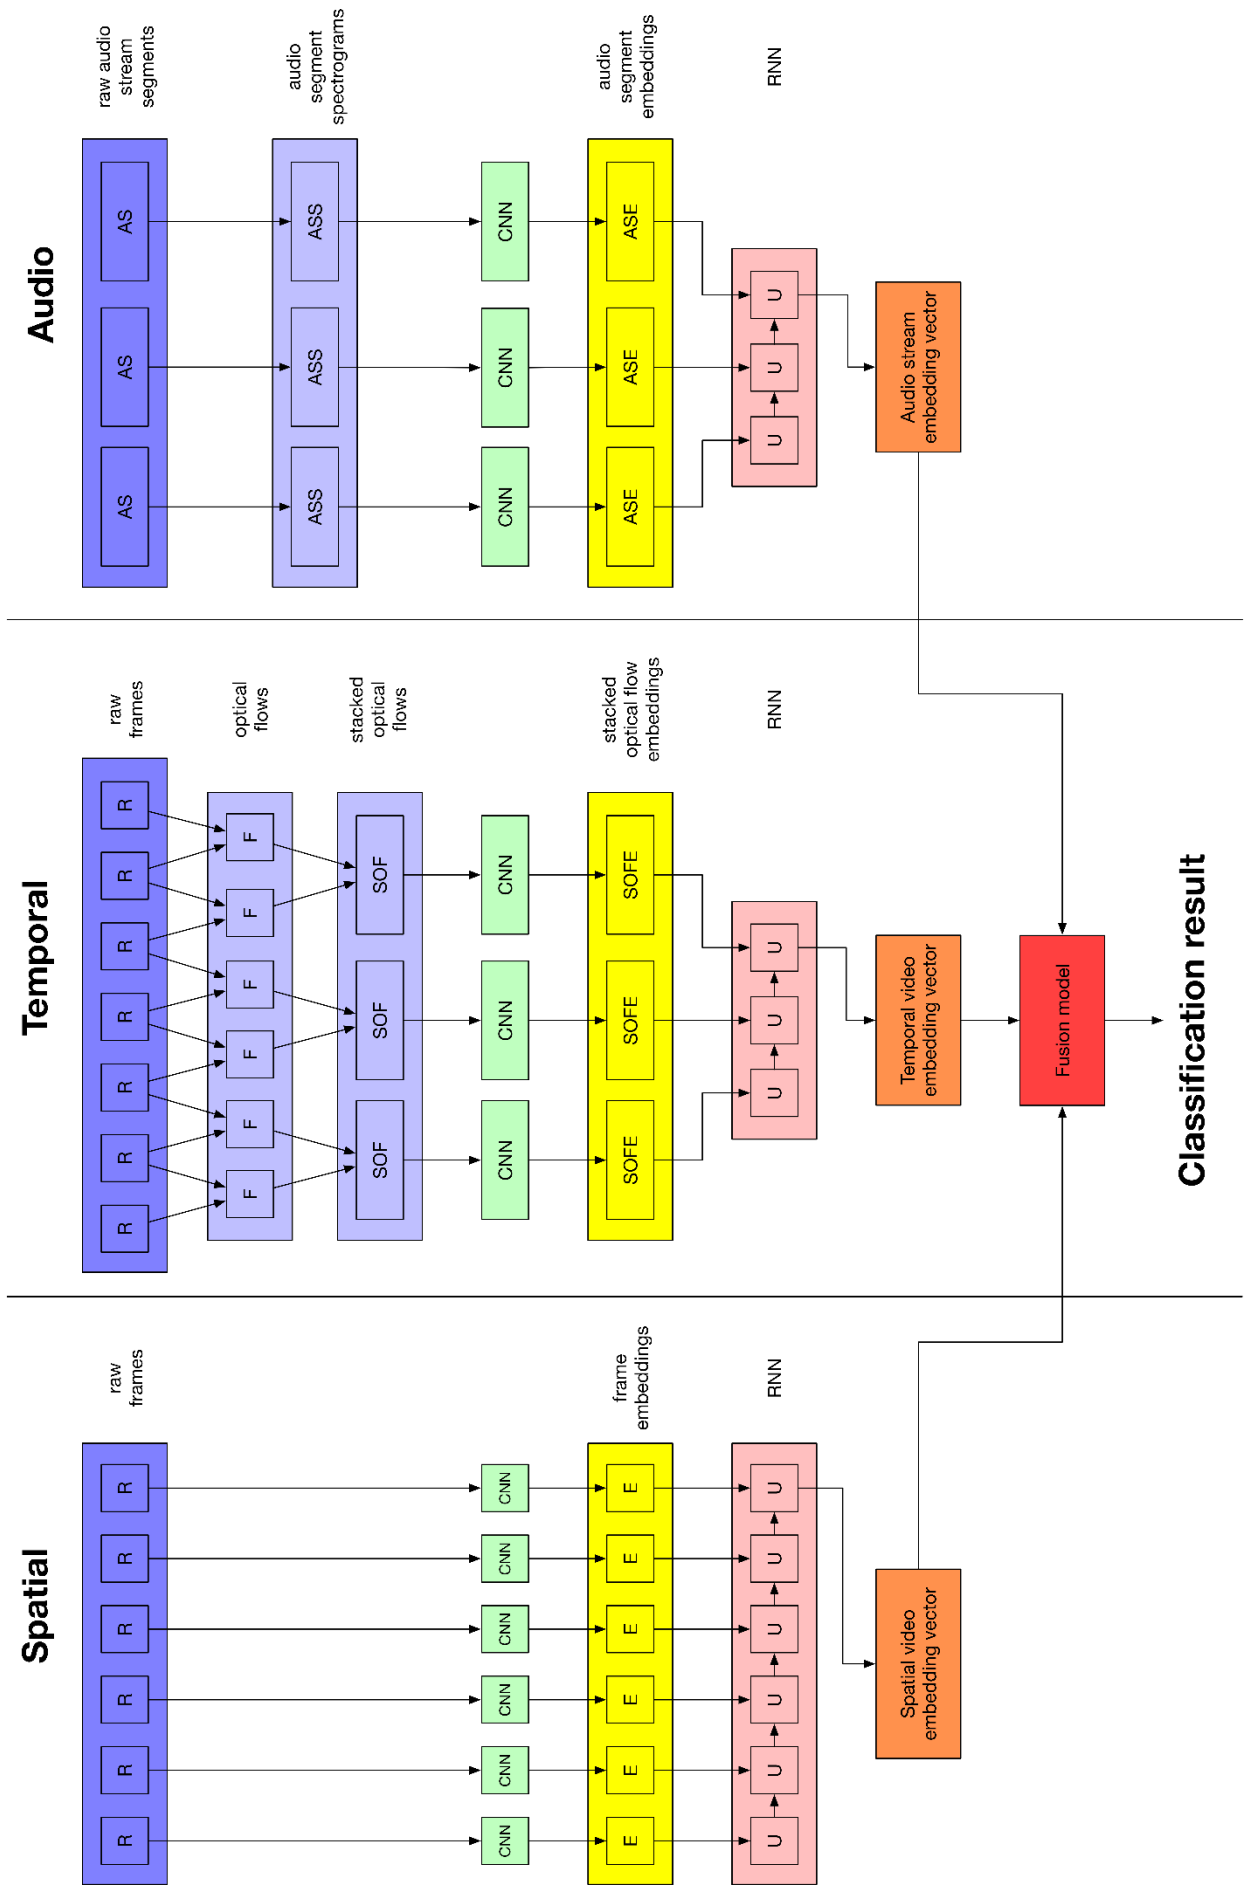 Spatial
R R R R R R
raw
frames
CNN CNN CNN CNN CNN CNN
E E E E E E
frame
embeddings
U U U U U U
RNN
Spatial video
embedding vector
Temporal
R R R R R R R
raw
frames
F F F F F F
optical
flows
SOF SOF SOF
stacked
optical
flows
CNN CNN CNN
SOFE SOFE SOFE
stacked
optical flow
embeddings
U U U
RNN
Temporal video
embedding vector
Audio
AS AS AS
raw audio
stream
segments
ASS ASS ASS
audio
segment
spectrograms
CNN CNN CNN
ASE ASE ASE
audio
segment
embeddings
U U U
RNN
Audio stream
embedding vector
Fusion model
Classification result